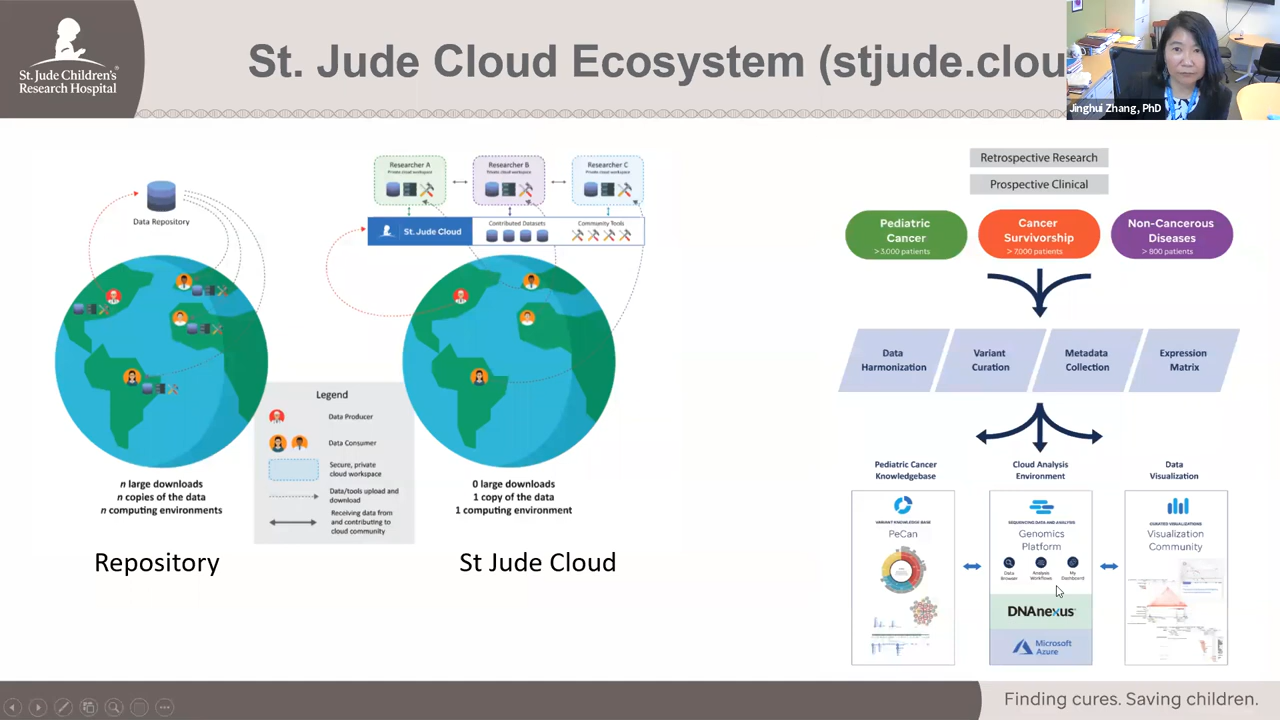 St. Jude Children's
Research Hospital
St. Jude Cloud Ecosystem (stjude.clou
Jinghui Zhang, PhD
Data Repository
Researcher A
Private cloud workspace
Researcher B
Private cloud workspace
Researcher C
Private cloud workspace
St. Jude Cloud
Contributed Datasets
Community Tools
Legend
Data Producer
Data Consumer
Secure, private
cloud workspace
Data/tools upload and
download
Receiving data from
and contributing to
cloud community
n large downloads
n copies of the data
n computing environments
Repository
0 large downloads
1 copy of the data
1 computing environment
St Jude Cloud
Retrospective Research
Prospective Clinical
Pediatric
Cancer
> 3,000 patients
Cancer
Survivorship
> 7,000 patients
Non-Cancerous
Diseases
> 800 patients
Data
Harmonization
Variant
Curation
Metadata
Collection
Expression
Matrix
Pediatric Cancer
Knowledgebase
VARIANT KNOWLEDGE BASE
PeCan
Cloud Analysis
Environment
SEQUENCING DATA AND ANALYSIS
Genomics
Platform
Data
Browser
Analysis
Workflows
My
Dashboard
DNAnexus
Microsoft
Azure
Data
Visualization
CURATED VISUALIZATIONS
Visualization
Community
Finding cures. Saving children.